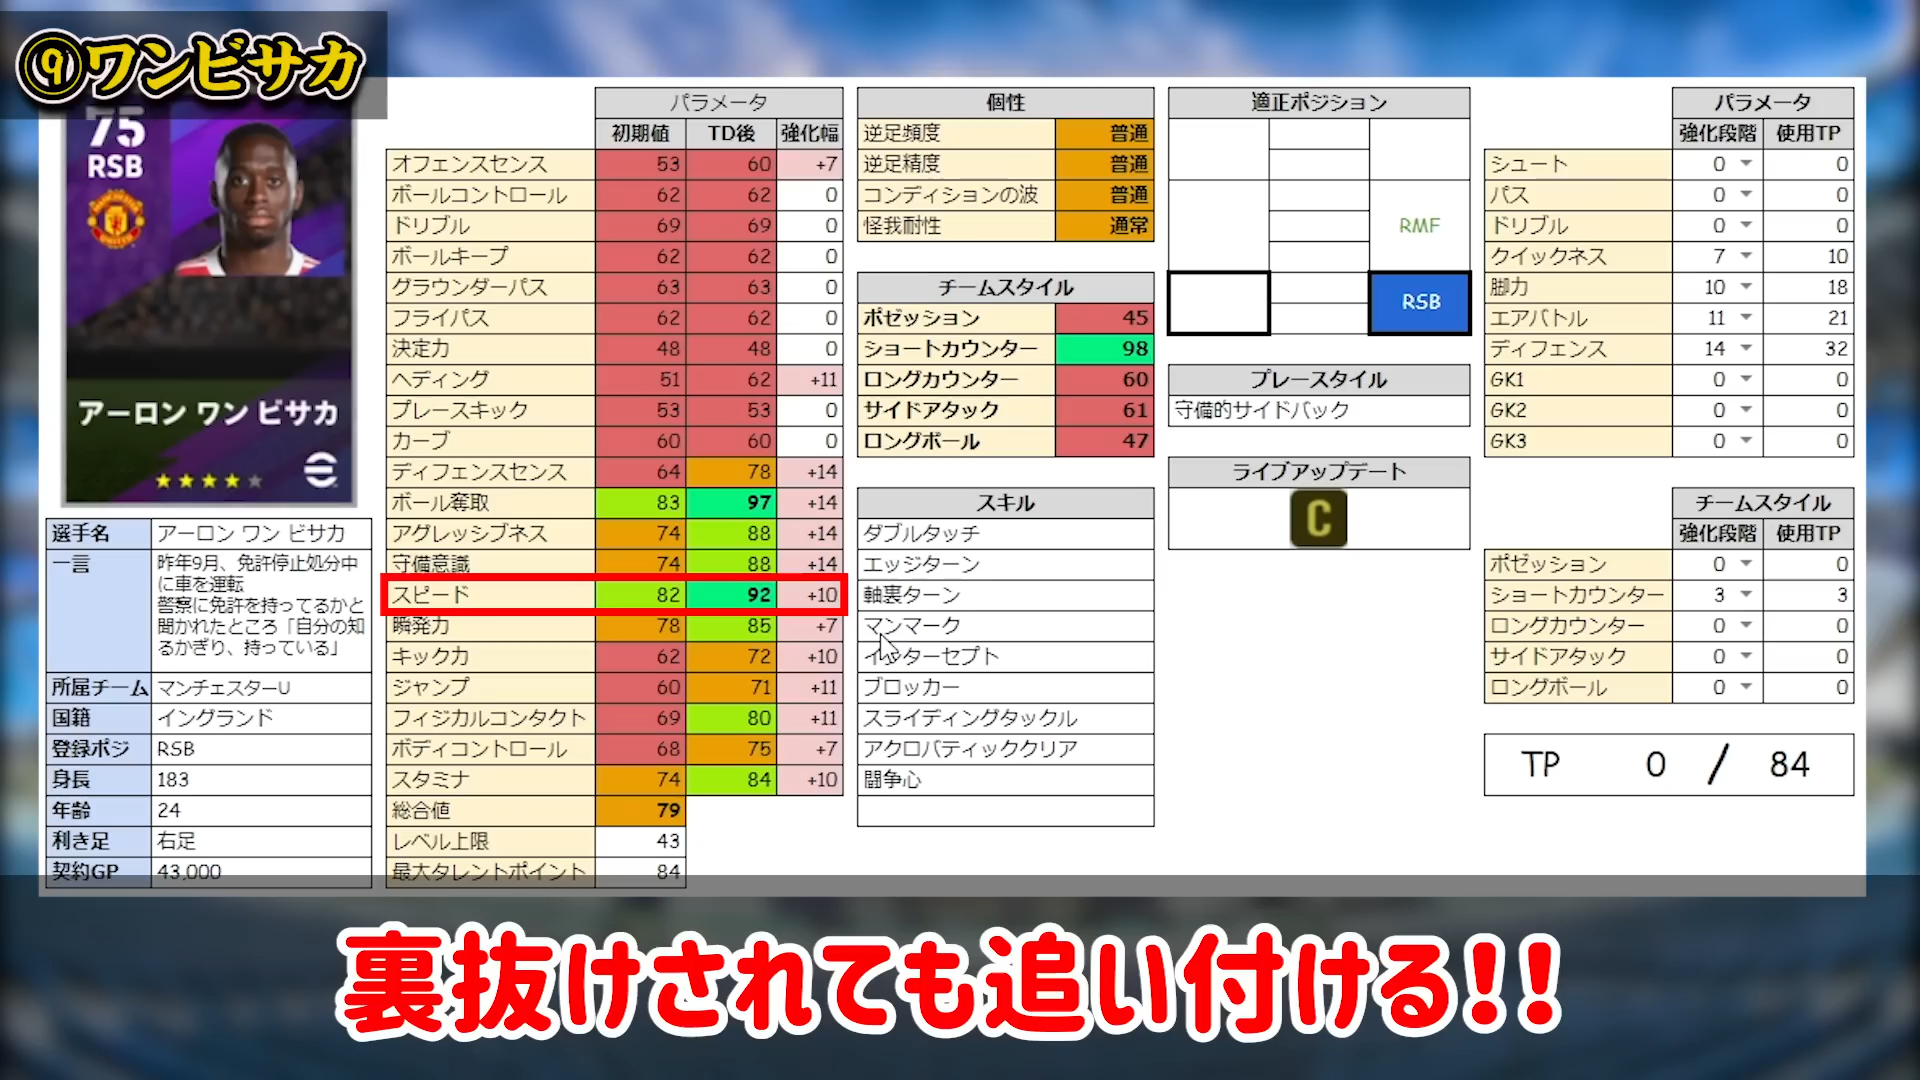 ⑨ワンビサカ
75
RSB
アーロン ワン ビサカ
選手名 アーロン ワン ビサカ
一言 昨年9月、免許停止処分中
に車を運転
警察に免許を持ってるかと
聞かれたところ「自分の知
るかぎり、持っている」
所属チーム マンチェスターU
国籍 イングランド
登録ポジ RSB
身長 183
年齢 24
利き足 右足
契約GP 43,000
パラメータ
初期値 TD後 強化幅
オフェンスセンス 53 60 +7
ボールコントロール 62 62 0
ドリブル 69 69 0
ボールキープ 62 62 0
グラウンダーパス 63 63 0
フライパス 62 62 0
決定力 48 48 0
ヘディング 51 62 +11
プレースキック 53 53 0
カーブ 60 60 0
ディフェンスセンス 64 78 +14
ボール奪取 83 97 +14
アグレッシブネス 74 88 +14
守備意識 74 88 +14
スピード 82 92 +10
瞬発力 78 85 +7
キック力 62 72 +10
ジャンプ 60 71 +11
フィジカルコンタクト 69 80 +11
ボディコントロール 68 75 +7
スタミナ 74 84 +10
総合値 79
レベル上限 43
最大タレントポイント 84
個性
逆足頻度 普通
逆足精度 普通
コンディションの波 普通
怪我耐性 通常
チームスタイル
ポゼッション 45
ショートカウンター 98
ロングカウンター 60
サイドアタック 61
ロングボール 47
スキル
ダブルタッチ
エッジターン
軸裏ターン
マンマーク
インターセプト
ブロッカー
スライディングタックル
アクロバティッククリア
闘争心
適正ポジション
RMF
RSB
プレースタイル
守備的サイドバック
ライブアップデート
C
パラメータ
強化段階 使用TP
シュート 0 0
パス 0 0
ドリブル 0 0
クイックネス 7 10
脚力 10 18
エアバトル 11 21
ディフェンス 14 32
GK1 0 0
GK2 0 0
GK3 0 0
チームスタイル
強化段階 使用TP
ポゼッション 0 0
ショートカウンター 3 3
ロングカウンター 0 0
サイドアタック 0 0
ロングボール 0 0
TP 0 / 84
裏抜けされても追い付ける!!